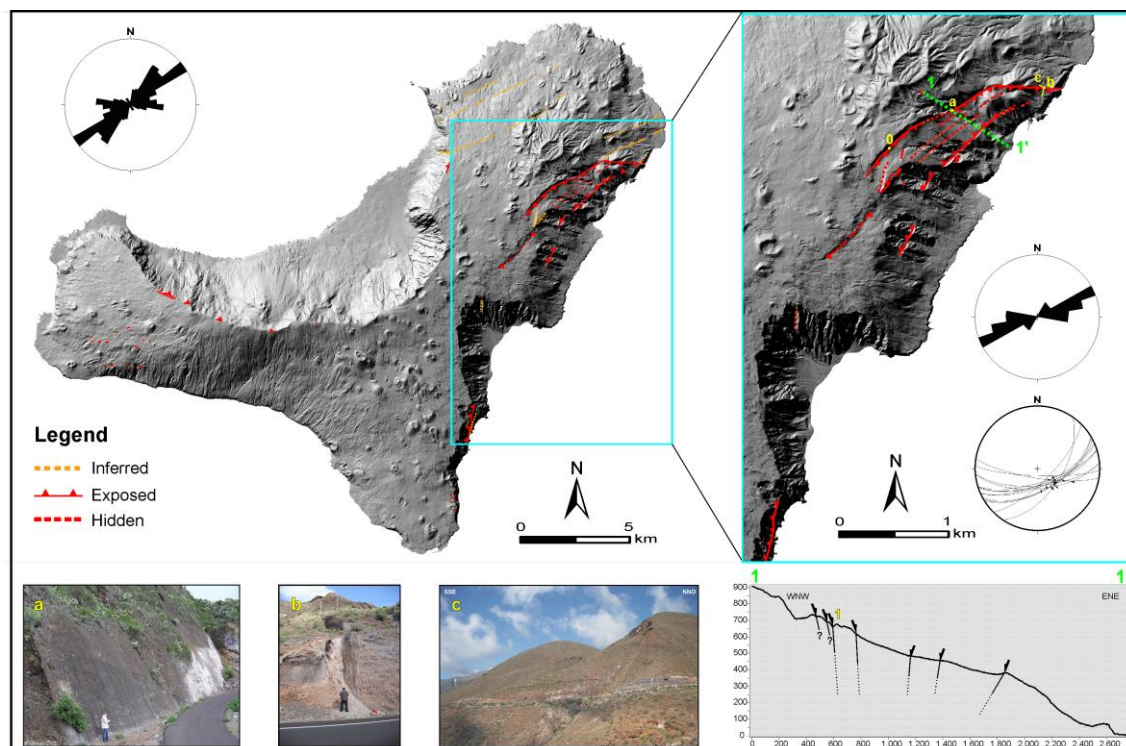 N
1
a
c
b
0
1'
N
N
Legend
Inferred
Exposed
Hidden
N
0
5
km
N
0
1
km
a
b
c
SSE
NNO
1
1
900
800
700
600
500
400
300
200
100
0
WNW
ENE
1
?
?
0
200
400
600
800
1.000
1.200
1.400
1.600
1.800
2.000
2.200
2.400
2.600